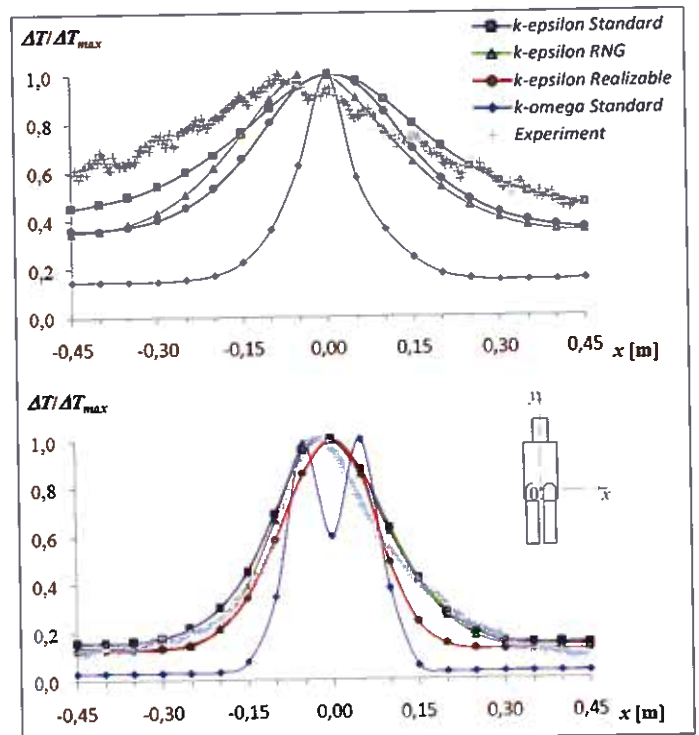 ΔT/ΔT_max
k-epsilon Standard
k-epsilon RNG
k-epsilon Realizable
k-omega Standard
Experiment
1,0
0,8
0,6
0,4
0,2
0,0
-0,45 -0,30 -0,15 0,00 0,15 0,30 0,45 x [m]
ΔT/ΔT_max
1,0
0,8
0,6
0,4
0,2
0,0
-0,45 -0,30 -0,15 0,00 0,15 0,30 0,45 x [m]
y
0 x